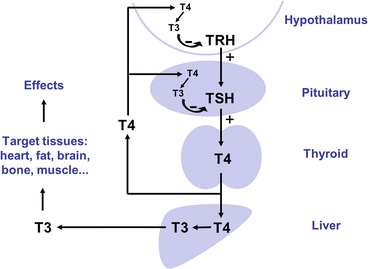 T4
T3
Hypothalamus
–
TRH
+
Effects
T4
T3
Pituitary
–
TSH
T4
+
Target tissues:
heart, fat, brain,
bone, muscle...
T4
Thyroid
T3
T3
T4
Liver